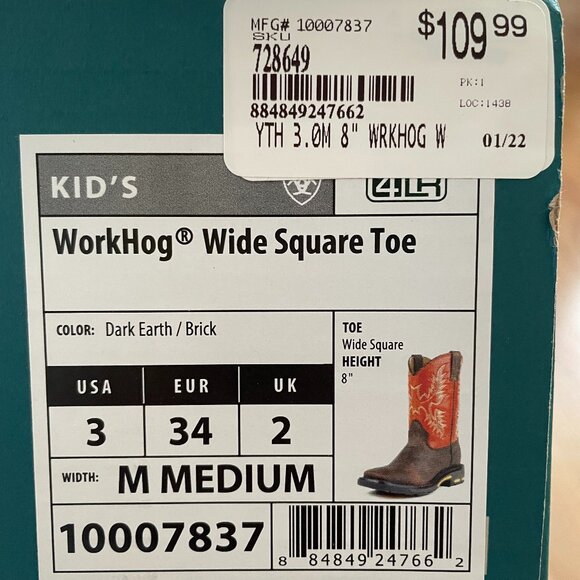 MFG# 10007837
SKU
728649
$109.99
PK:1
LOC:1438
884849247662
YTH 3.0M 8" WRKHOG W 01/22
KID'S
4LR
WorkHog® Wide Square Toe
COLOR: Dark Earth / Brick
TOE
Wide Square
HEIGHT
8"
USA EUR UK
3 34 2
WIDTH: M MEDIUM
10007837
8 84849 24766 2